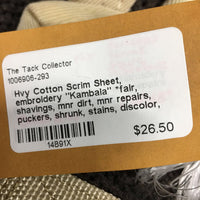 The Tack Collector
1006906-293
Hvy Cotton Scrim Sheet,
embroidery "Kambala" *fair,
shavings, mnr dirt, mnr repairs,
puckers, shrunk, stains, discolor,
$26.50
14B91X